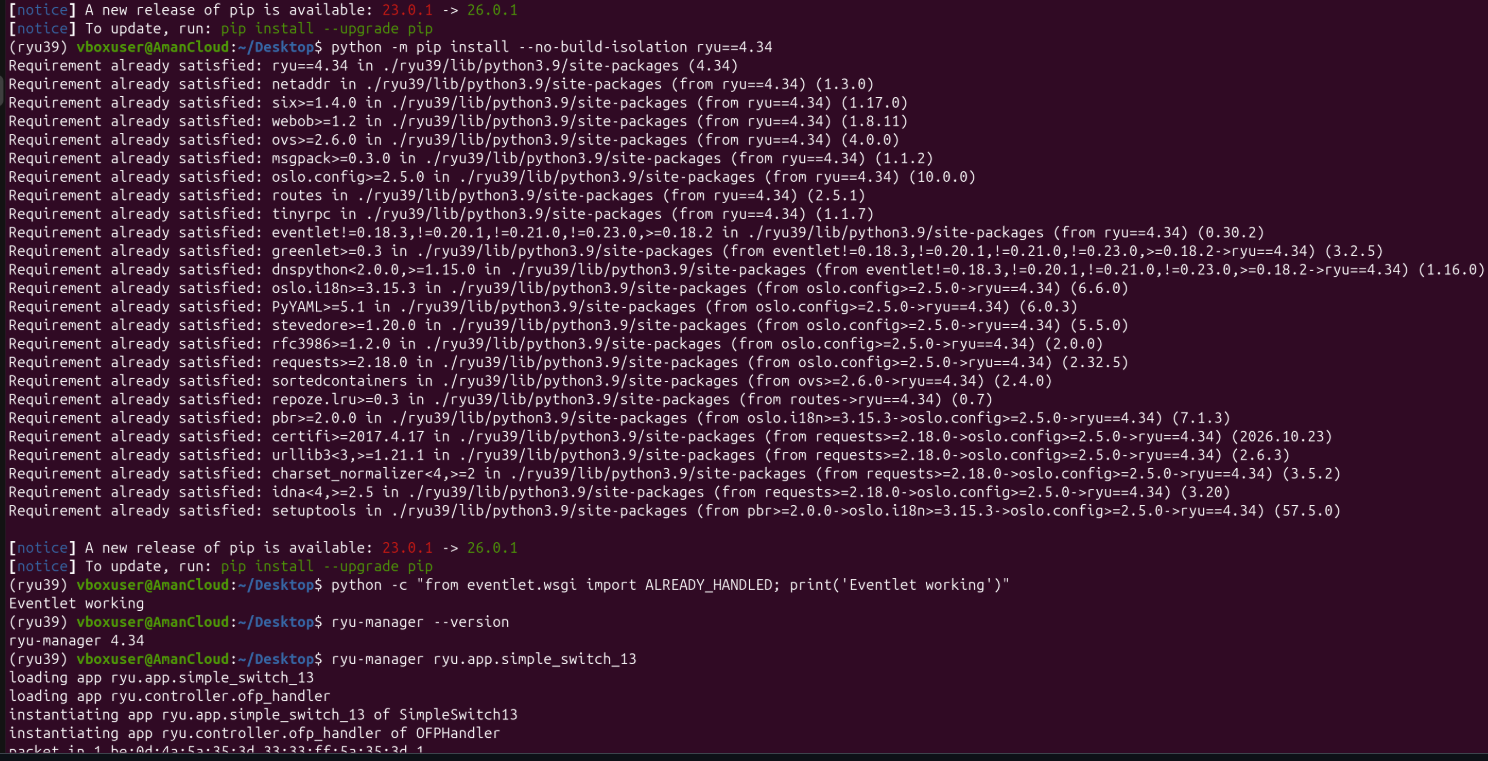 [notice] A new release of pip is available: 23.0.1 -> 26.0.1
[notice] To update, run: pip install --upgrade pip
(ryu39) vboxuser@AmanCloud:~/Desktop$ python -m pip install --no-build-isolation ryu==4.34
Requirement already satisfied: ryu==4.34 in ./ryu39/lib/python3.9/site-packages (4.34)
Requirement already satisfied: netaddr in ./ryu39/lib/python3.9/site-packages (from ryu==4.34) (1.3.0)
Requirement already satisfied: six>=1.4.0 in ./ryu39/lib/python3.9/site-packages (from ryu==4.34) (1.17.0)
Requirement already satisfied: webob>=1.2 in ./ryu39/lib/python3.9/site-packages (from ryu==4.34) (1.8.11)
Requirement already satisfied: ovs>=2.6.0 in ./ryu39/lib/python3.9/site-packages (from ryu==4.34) (4.0.0)
Requirement already satisfied: msgpack>=0.3.0 in ./ryu39/lib/python3.9/site-packages (from ryu==4.34) (1.1.2)
Requirement already satisfied: oslo.config>=2.5.0 in ./ryu39/lib/python3.9/site-packages (from ryu==4.34) (10.0.0)
Requirement already satisfied: routes in ./ryu39/lib/python3.9/site-packages (from ryu==4.34) (2.5.1)
Requirement already satisfied: tinyrpc in ./ryu39/lib/python3.9/site-packages (from ryu==4.34) (1.1.7)
Requirement already satisfied: eventlet!=0.18.3,!=0.20.1,!=0.21.0,!=0.23.0,>=0.18.2 in ./ryu39/lib/python3.9/site-packages (from ryu==4.34) (0.30.2)
Requirement already satisfied: greenlet>=0.3 in ./ryu39/lib/python3.9/site-packages (from eventlet!=0.18.3,!=0.20.1,!=0.21.0,!=0.23.0,>=0.18.2->ryu==4.34) (3.2.5)
Requirement already satisfied: dnspython<2.0.0,>=1.15.0 in ./ryu39/lib/python3.9/site-packages (from eventlet!=0.18.3,!=0.20.1,!=0.21.0,!=0.23.0,>=0.18.2->ryu==4.34) (1.16.0)
Requirement already satisfied: oslo.i18n>=3.15.3 in ./ryu39/lib/python3.9/site-packages (from oslo.config>=2.5.0->ryu==4.34) (6.6.0)
Requirement already satisfied: PyYAML>=5.1 in ./ryu39/lib/python3.9/site-packages (from oslo.config>=2.5.0->ryu==4.34) (6.0.3)
Requirement already satisfied: stevedore>=1.20.0 in ./ryu39/lib/python3.9/site-packages (from oslo.config>=2.5.0->ryu==4.34) (5.5.0)
Requirement already satisfied: rfc3986>=1.2.0 in ./ryu39/lib/python3.9/site-packages (from oslo.config>=2.5.0->ryu==4.34) (2.0.0)
Requirement already satisfied: requests>=2.18.0 in ./ryu39/lib/python3.9/site-packages (from oslo.config>=2.5.0->ryu==4.34) (2.32.5)
Requirement already satisfied: sortedcontainers in ./ryu39/lib/python3.9/site-packages (from ovs>=2.6.0->ryu==4.34) (2.4.0)
Requirement already satisfied: repoze.lru>=0.3 in ./ryu39/lib/python3.9/site-packages (from routes->ryu==4.34) (0.7)
Requirement already satisfied: pbr>=2.0.0 in ./ryu39/lib/python3.9/site-packages (from oslo.i18n>=3.15.3->oslo.config>=2.5.0->ryu==4.34) (7.1.3)
Requirement already satisfied: certifi>=2017.4.17 in ./ryu39/lib/python3.9/site-packages (from requests>=2.18.0->oslo.config>=2.5.0->ryu==4.34) (2026.10.23)
Requirement already satisfied: urllib3<3,>=1.21.1 in ./ryu39/lib/python3.9/site-packages (from requests>=2.18.0->oslo.config>=2.5.0->ryu==4.34) (2.6.3)
Requirement already satisfied: charset_normalizer<4,>=2 in ./ryu39/lib/python3.9/site-packages (from requests>=2.18.0->oslo.config>=2.5.0->ryu==4.34) (3.5.2)
Requirement already satisfied: idna<4,>=2.5 in ./ryu39/lib/python3.9/site-packages (from requests>=2.18.0->oslo.config>=2.5.0->ryu==4.34) (3.20)
Requirement already satisfied: setuptools in ./ryu39/lib/python3.9/site-packages (from pbr>=2.0.0->oslo.i18n>=3.15.3->oslo.config>=2.5.0->ryu==4.34) (57.5.0)
[notice] A new release of pip is available: 23.0.1 -> 26.0.1
[notice] To update, run: pip install --upgrade pip
(ryu39) vboxuser@AmanCloud:~/Desktop$ python -c "from eventlet.wsgi import ALREADY_HANDLED; print('Eventlet working')"
Eventlet working
(ryu39) vboxuser@AmanCloud:~/Desktop$ ryu-manager --version
ryu-manager 4.34
(ryu39) vboxuser@AmanCloud:~/Desktop$ ryu-manager ryu.app.simple_switch_13
loading app ryu.app.simple_switch_13
loading app ryu.controller.ofp_handler
instantiating app ryu.app.simple_switch_13 of SimpleSwitch13
instantiating app ryu.controller.ofp_handler of OFPHandler
packet in 1 be:0d:4a:5a:35:3d 33:33:ff:5a:35:3d 1